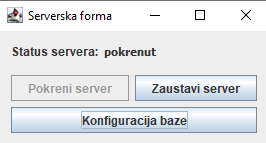 Serverska forma
Status servera: pokrenut
Pokreni server Zaustavi server
Konfiguracija baze